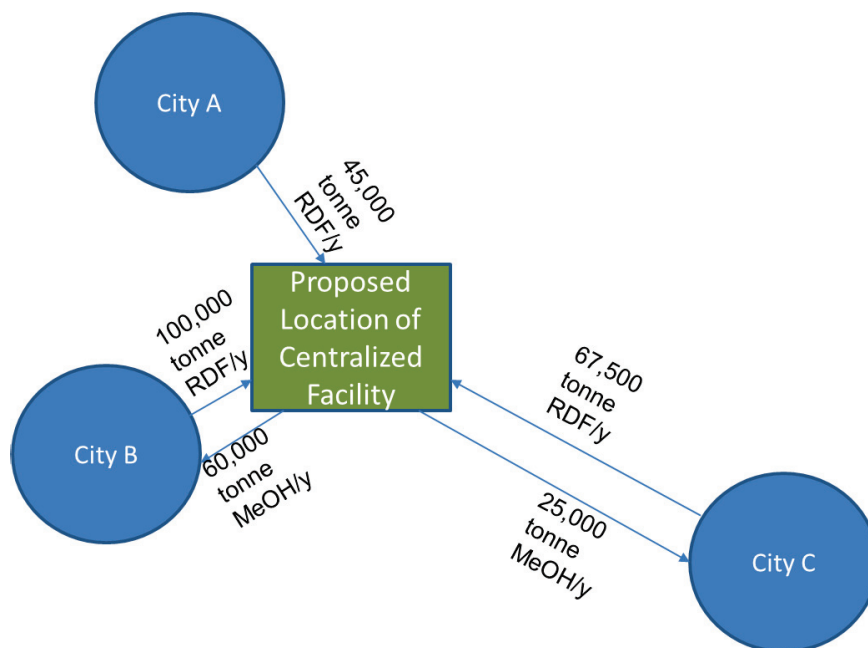 City A
45,000
tonne
RDF/y
Proposed
Location of
Centralized
Facility
100,000
tonne
RDF/y
67,500
tonne
RDF/y
City B
60,000
tonne
MeOH/y
25,000
tonne
MeOH/y
City C